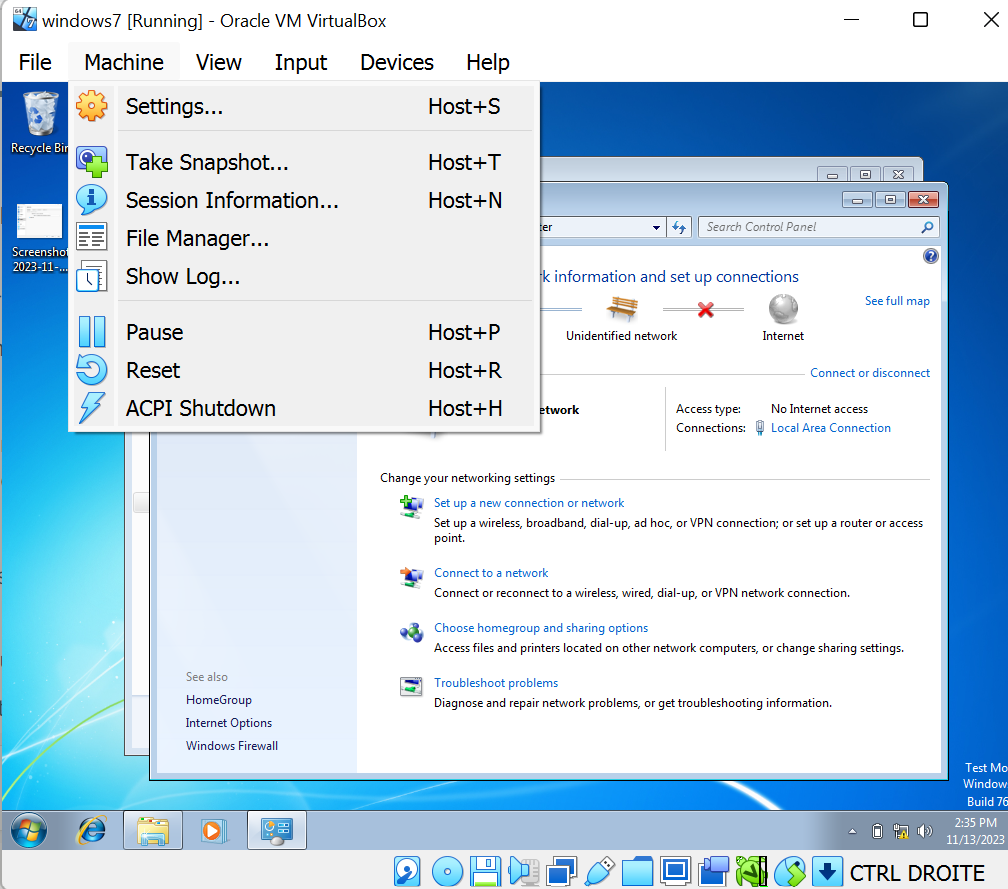 windows7 [Running] - Oracle VM VirtualBox
File Machine View Input Devices Help
Settings... Host+S
Take Snapshot... Host+T
Session Information... Host+N
File Manager...
Show Log...
Pause Host+P
Reset Host+R
ACPI Shutdown Host+H
Recycle Bin
Screenshot
2023-11-...
Search Control Panel
information and set up connections
See full map
Unidentified network
Internet
Connect or disconnect
Access type: No Internet access
Connections: Local Area Connection
Change your networking settings
Set up a new connection or network
Set up a wireless, broadband, dial-up, ad hoc, or VPN connection; or set up a router or access
point.
Connect to a network
Connect or reconnect to a wireless, wired, dial-up, or VPN network connection.
Choose homegroup and sharing options
Access files and printers located on other network computers, or change sharing settings.
Troubleshoot problems
Diagnose and repair network problems, or get troubleshooting information.
See also
HomeGroup
Internet Options
Windows Firewall
Test Mo
Window
Build 76
2:35 PM
11/13/2023
CTRL DROITE